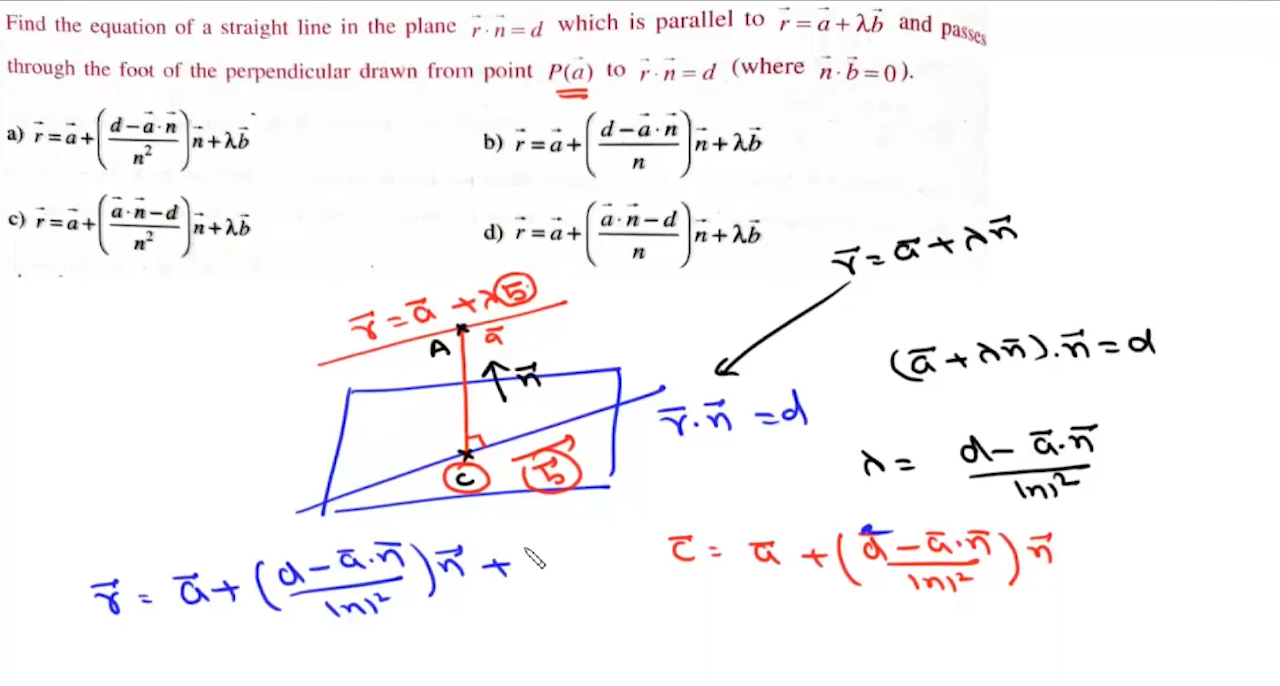 Find the equation of a straight line in the plane r⃗·n⃗=d which is parallel to r⃗=a⃗+λb⃗ and passes
through the foot of the perpendicular drawn from point P(a⃗) to r⃗·n⃗=d (where n⃗·b⃗=0).
a) r⃗=a⃗+((d−a⃗·n⃗)/n²)n⃗+λb⃗
b) r⃗=a⃗+((d−a⃗·n⃗)/n)n⃗+λb⃗
c) r⃗=a⃗+((a⃗·n⃗−d)/n²)n⃗+λb⃗
d) r⃗=a⃗+((a⃗·n⃗−d)/n)n⃗+λb⃗
r⃗=a̅+λn⃗
r⃗=a̅+λb̅
A a̅
(a̅+λn̅).n⃗=d
n⃗
r̅.n⃗=d
λ= (d−a̅.n⃗)/|n|²
C b⃗
c̅= a̅+((d−a̅.n̅)/|n|²)n⃗
r⃗= a̅+((d−a̅.n̅)/|n|²)n⃗+